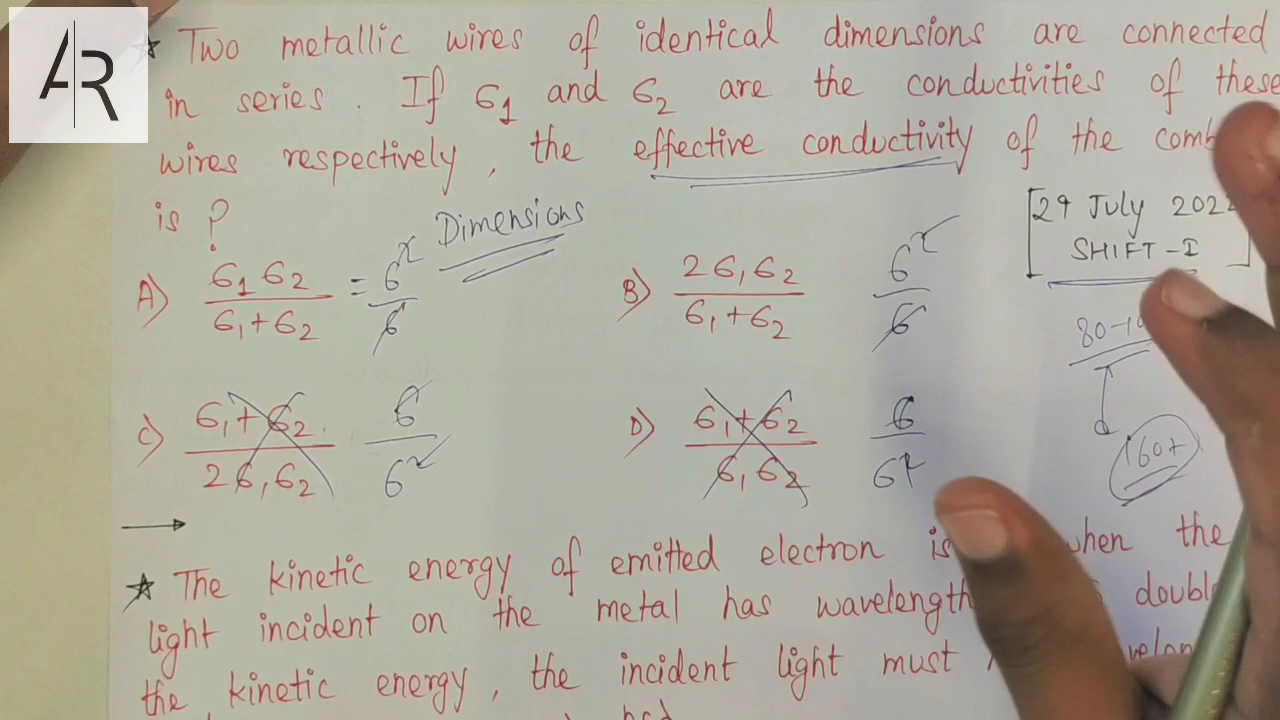 AR
☆ Two metallic wires of identical dimensions are connected
in series. If σ1 and σ2 are the conductivities of these
wires respectively, the effective conductivity of the
is ?
Dimensions
[29 July 202
SHIFT-I]
A) σ1σ2 / σ1+σ2 = σ² / σ
B) 2σ1σ2 / σ1+σ2 σ² / σ
80-
160+
C) σ1+σ2 / 2σ1σ2 σ / σ²
D) σ1+σ2 / σ1σ2 σ / σ²
→
☆ The kinetic energy of emitted electron is when the
light incident on the metal has wavelength
the kinetic energy, the incident light must